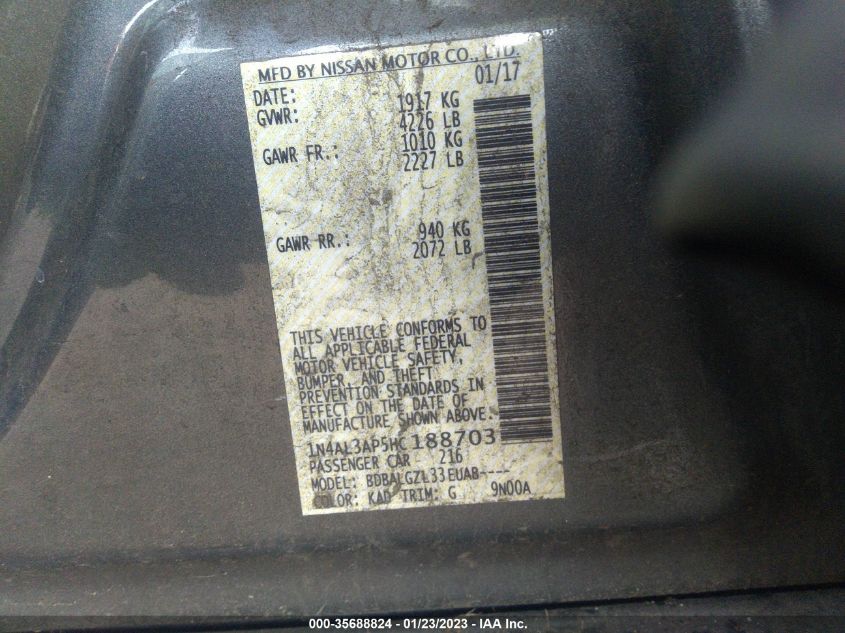 MFD BY NISSAN MOTOR CO., LTD.
DATE: 01/17
GVWR: 1917 KG
4226 LB
GAWR FR.: 1010 KG
2227 LB
GAWR RR.: 940 KG
2072 LB
THIS VEHICLE CONFORMS TO
ALL APPLICABLE FEDERAL
MOTOR VEHICLE SAFETY,
BUMPER, AND THEFT
PREVENTION STANDARDS IN
EFFECT ON THE DATE OF
MANUFACTURE SHOWN ABOVE.
1N4AL3AP5HC188703
PASSENGER CAR 216
MODEL: BDBALGZL33EUAB----
COLOR: KAD TRIM: G 9N00A
000-35688824 - 01/23/2023 - IAA Inc.